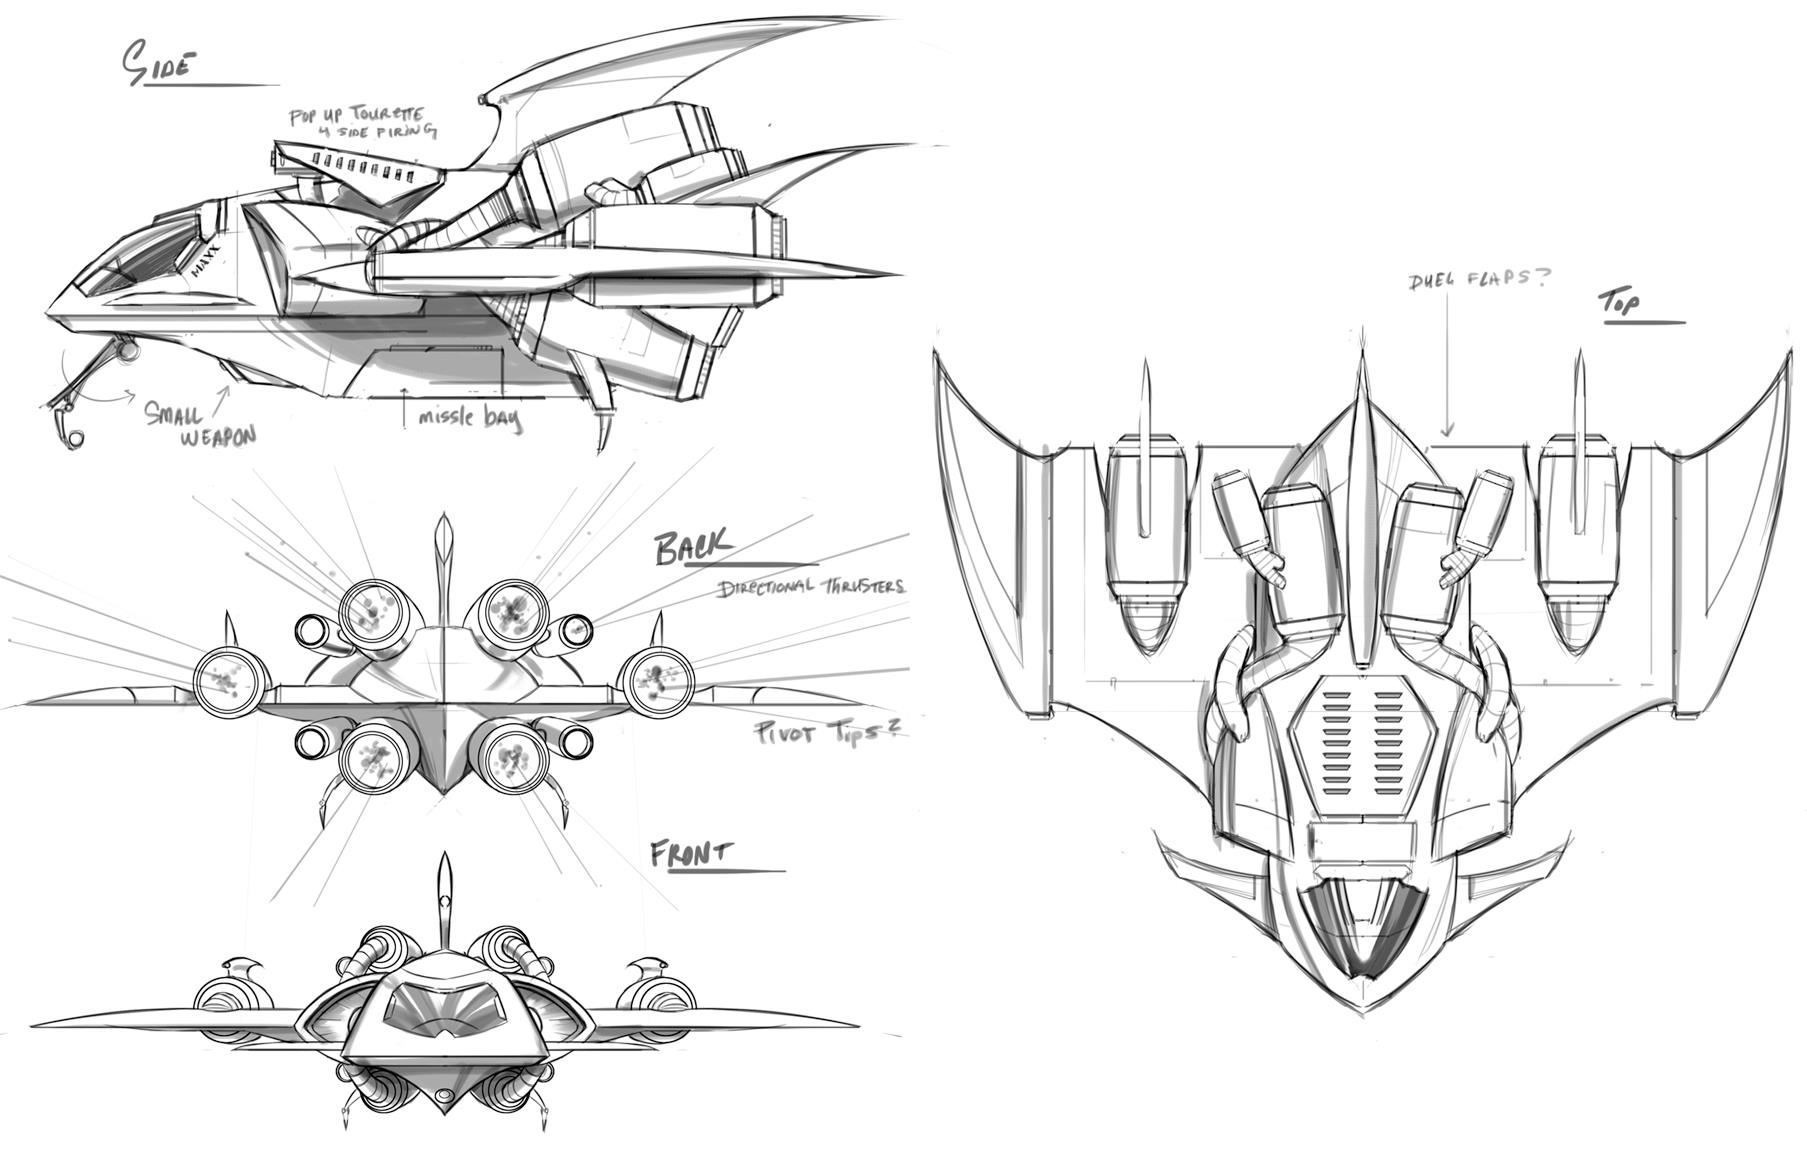 SIDE
POP UP TOURETTE
4 SIDE FIRING
MAXX
SMALL
WEAPON
missle bay
BACK
DIRECTIONAL THRUSTERS
PIVOT TIPS?
FRONT
DUEL FLAPS?
TOP